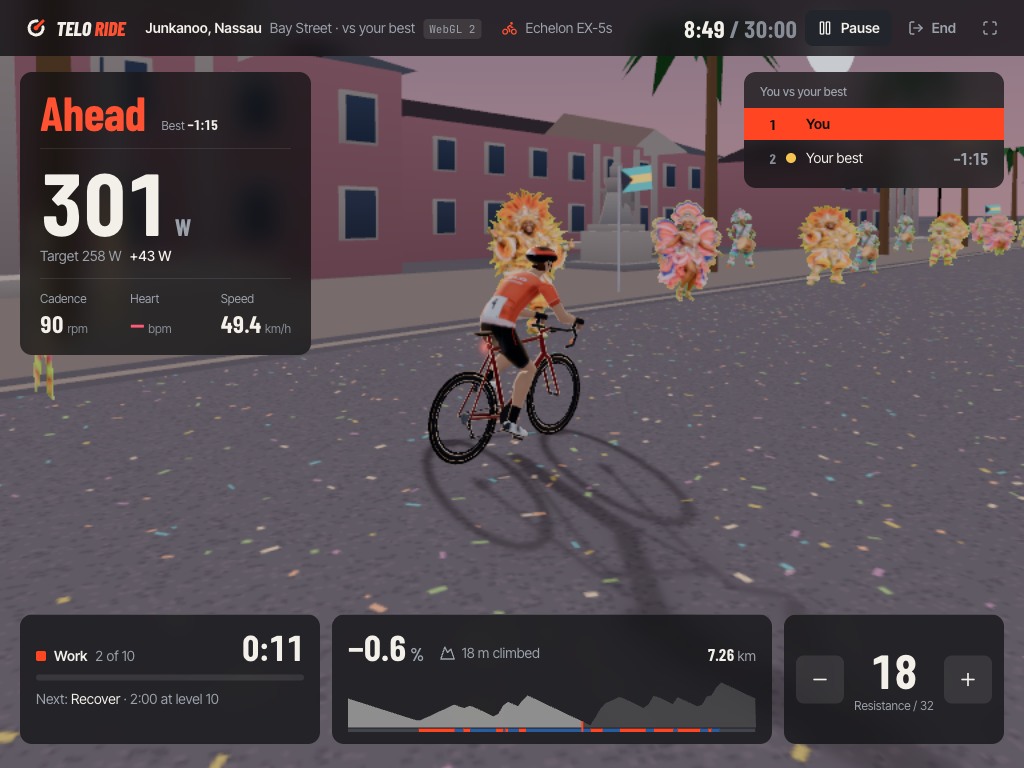 TELO RIDE Junkanoo, Nassau Bay Street · vs your best WebGL 2 Echelon EX-5s 8:49 / 30:00 Pause End
Ahead Best −1:15
301 W
Target 258 W +43 W
Cadence Heart Speed
90 rpm – bpm 49.4 km/h
You vs your best
1 You
2 Your best −1:15
1
Work 2 of 10 0:11
Next: Recover · 2:00 at level 10
−0.6 % 18 m climbed 7.26 km
− 18 +
Resistance / 32